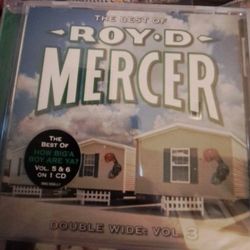 THE BEST OF
ROY·D
MERCER
THE
BEST OF
HOW BIG'A
BOY ARE YA?
VOL. 5 & 6
ON 1 CD
DOUBLE WIDE: VOL. 3